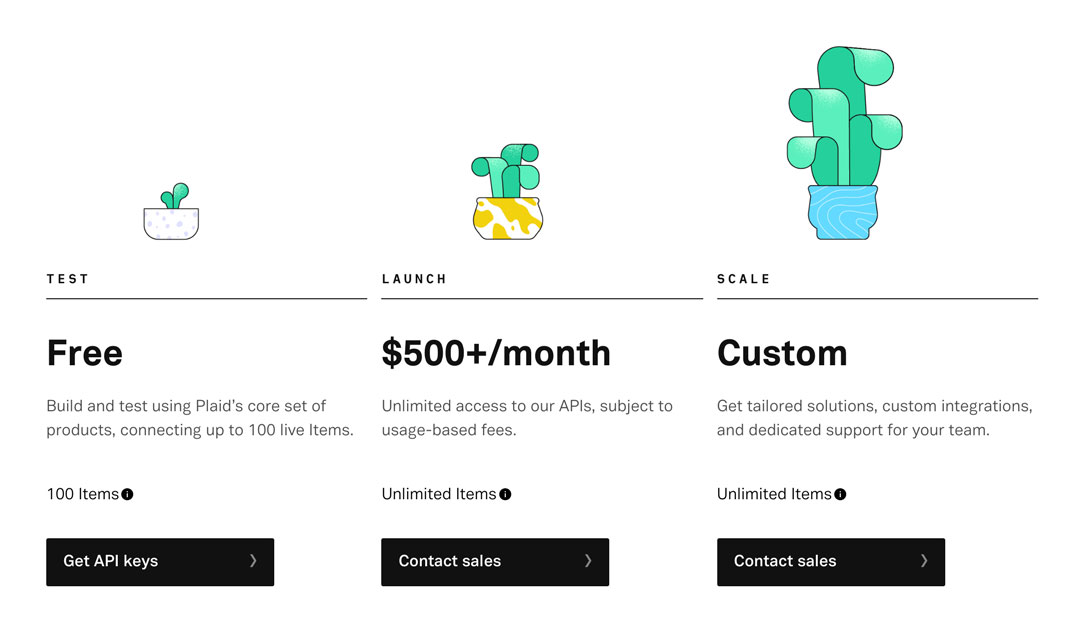 TEST
Free
Build and test using Plaid's core set of
products, connecting up to 100 live Items.
100 Items
Get API keys
LAUNCH
$500+/month
Unlimited access to our APIs, subject to
usage-based fees.
Unlimited Items
Contact sales
SCALE
Custom
Get tailored solutions, custom integrations,
and dedicated support for your team.
Unlimited Items
Contact sales